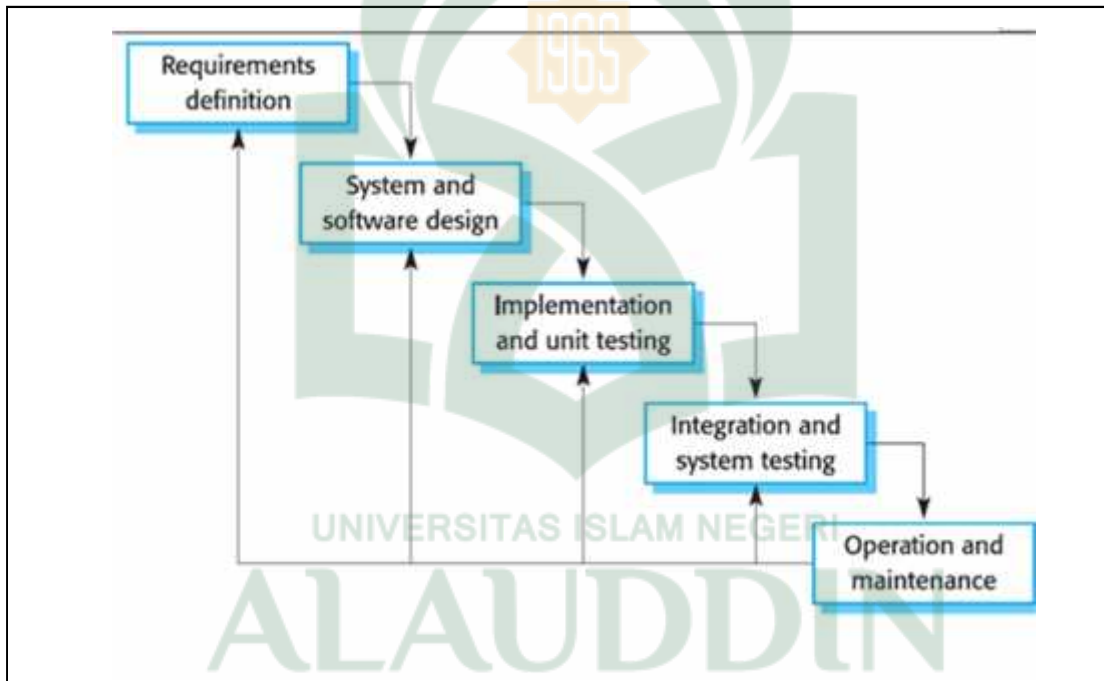 1965
Requirements
definition
System and
software design
Implementation
and unit testing
Integration and
system testing
UNIVERSITAS ISLAM NEGERI
Operation and
maintenance
ALAUDDIN